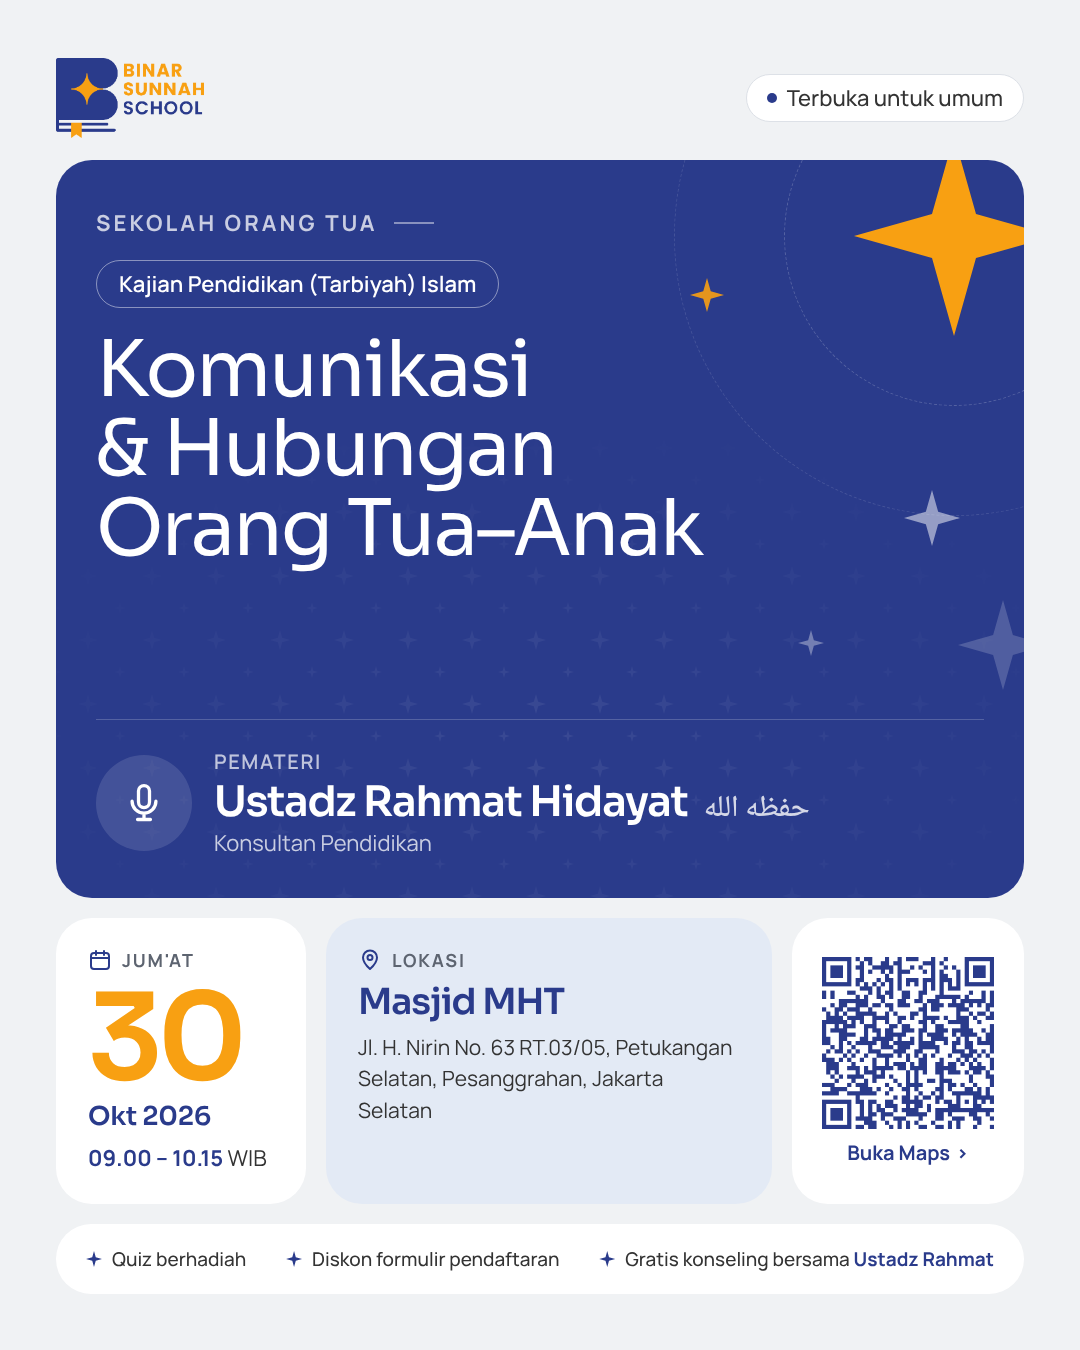 BINAR
SUNNAH
SCHOOL
Terbuka untuk umum
SEKOLAH ORANG TUA
Kajian Pendidikan (Tarbiyah) Islam
Komunikasi
& Hubungan
Orang Tua–Anak
PEMATERI
Ustadz Rahmat Hidayat حفظه الله
Konsultan Pendidikan
JUM'AT
30
Okt 2026
09.00 – 10.15 WIB
LOKASI
Masjid MHT
Jl. H. Nirin No. 63 RT.03/05, Petukangan
Selatan, Pesanggrahan, Jakarta
Selatan
Buka Maps ›
Quiz berhadiah
Diskon formulir pendaftaran
Gratis konseling bersama Ustadz Rahmat